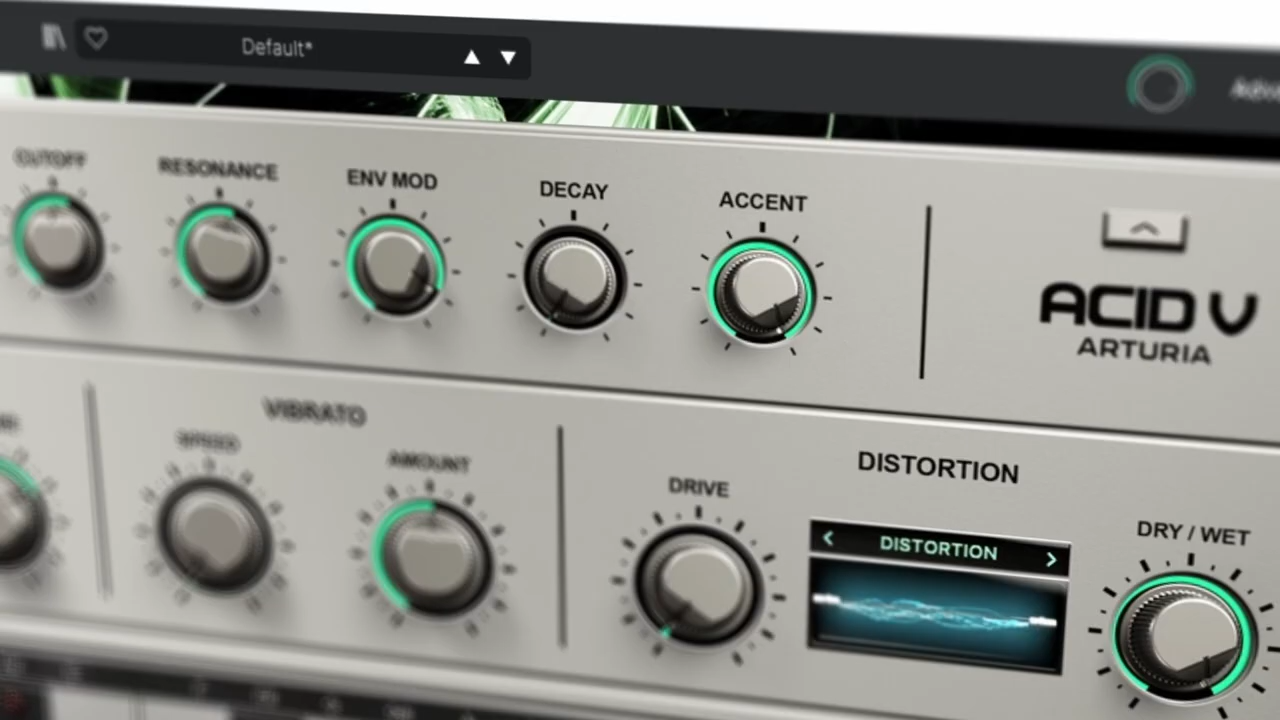 Default*
CUTOFF
RESONANCE
ENV MOD
DECAY
ACCENT
ACID V
ARTURIA
VIBRATO
SPEED
AMOUNT
DISTORTION
DRIVE
DISTORTION
DRY / WET